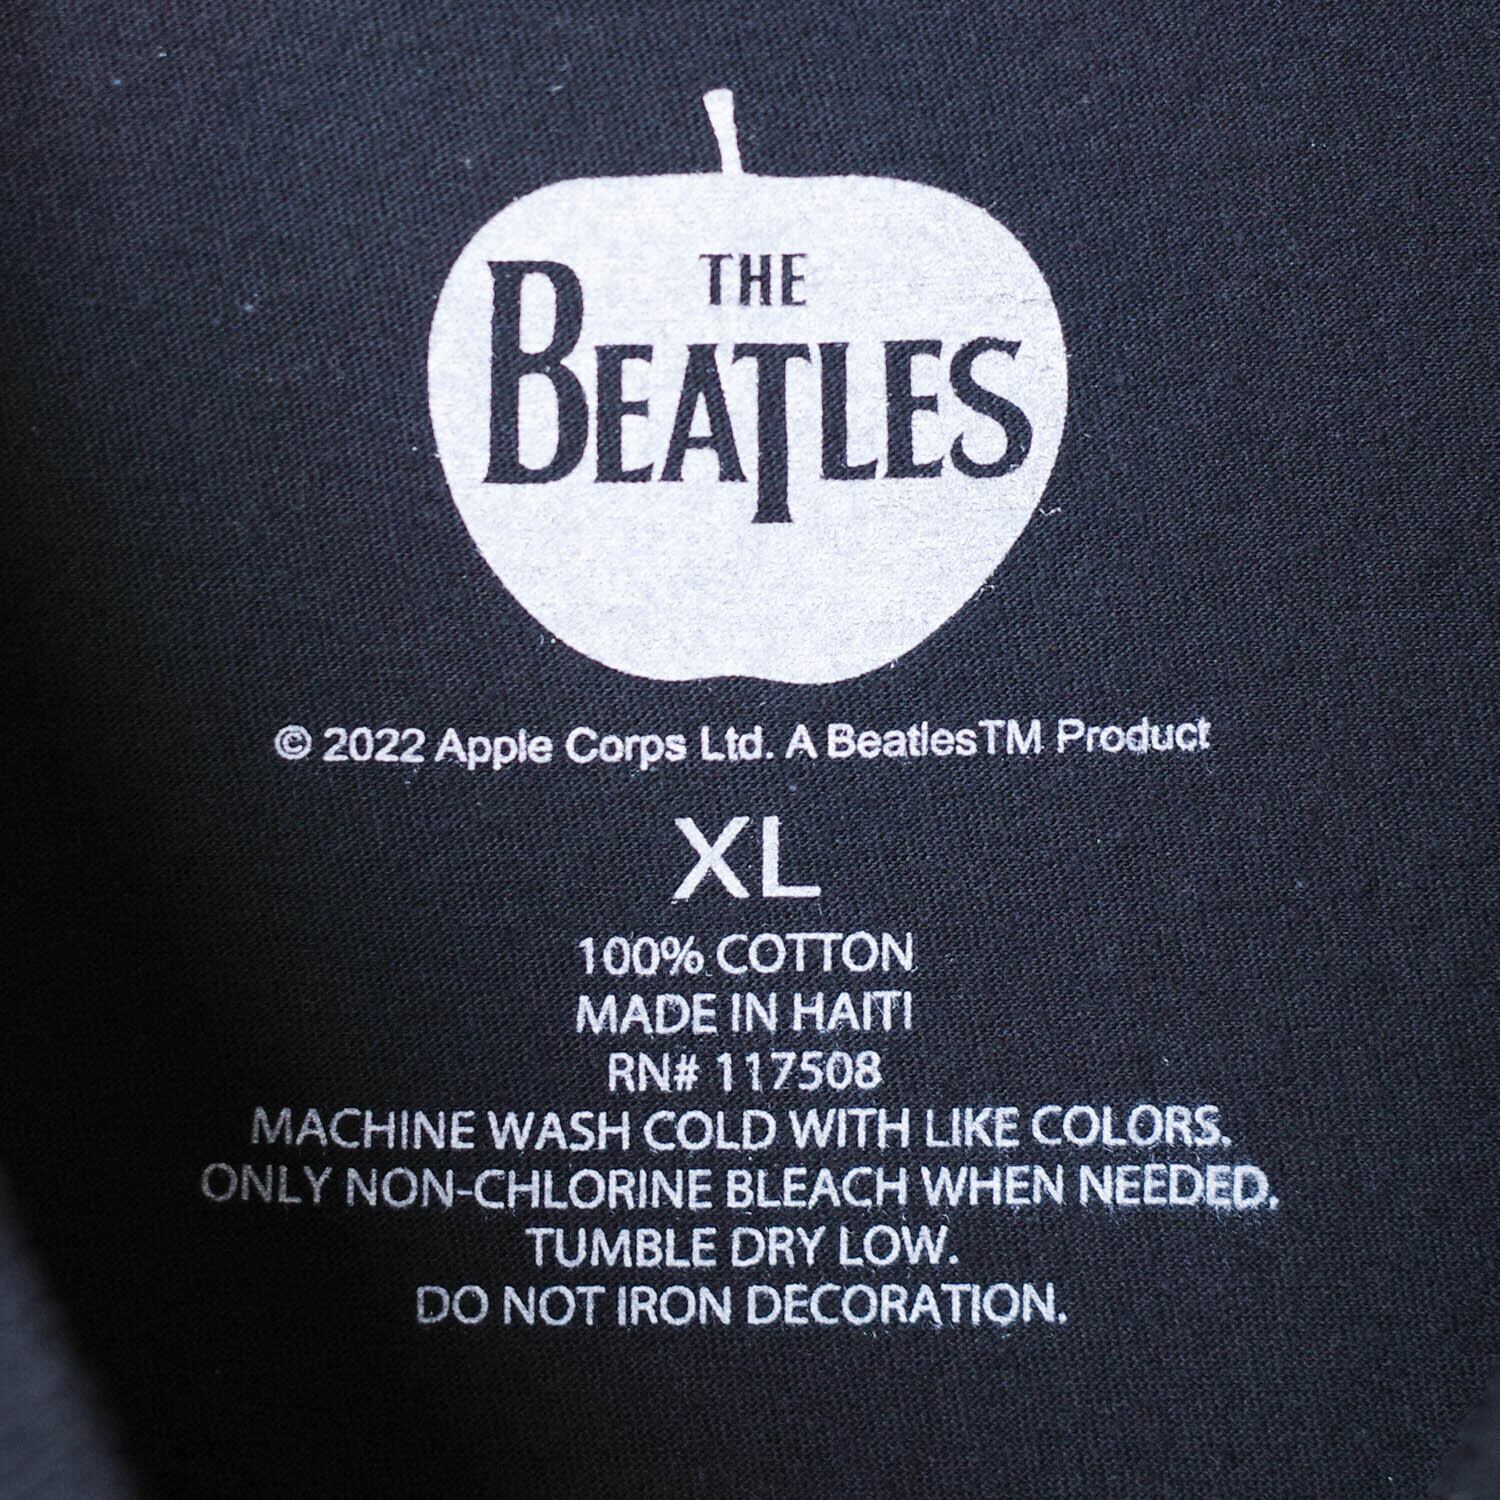 THE
BEATLES
© 2022 Apple Corps Ltd. A BeatlesTM Product
XL
100% COTTON
MADE IN HAITI
RN# 117508
MACHINE WASH COLD WITH LIKE COLORS.
ONLY NON-CHLORINE BLEACH WHEN NEEDED.
TUMBLE DRY LOW.
DO NOT IRON DECORATION.